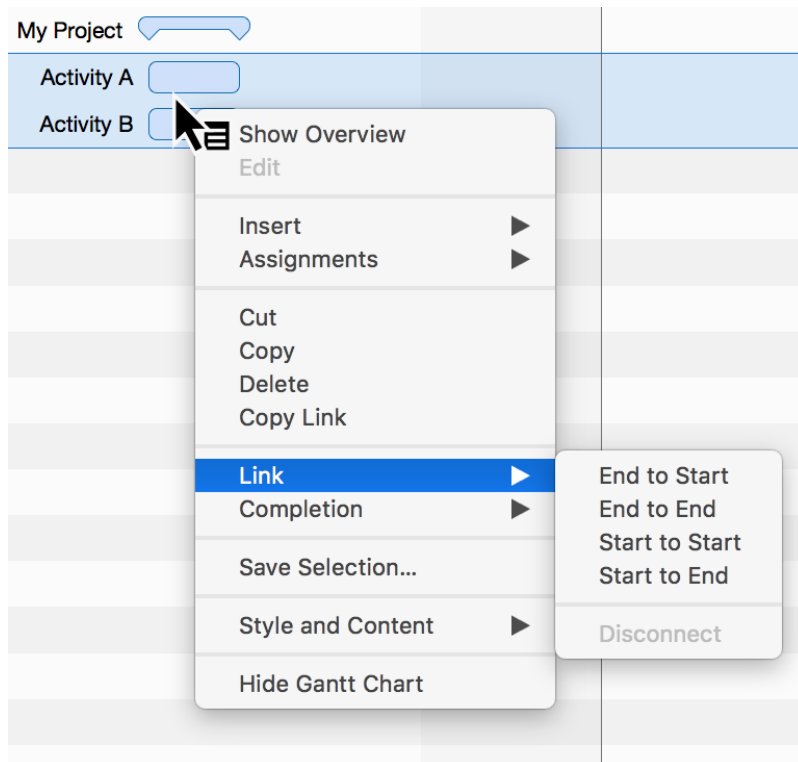 My Project
Activity A
Activity B
Show Overview
Edit
Insert
Assignments
Cut
Copy
Delete
Copy Link
Link
Completion
Save Selection...
Style and Content
Hide Gantt Chart
End to Start
End to End
Start to Start
Start to End
Disconnect